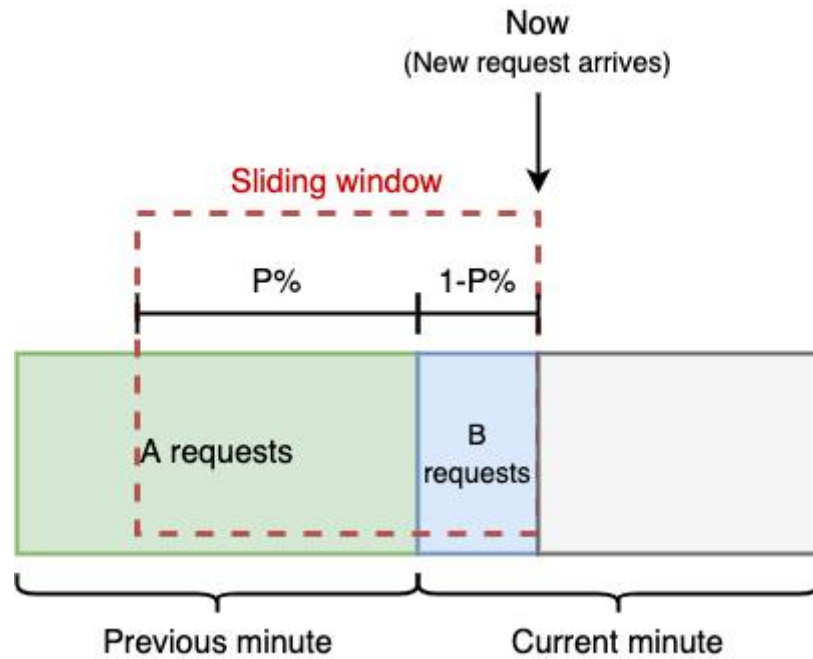 Now
(New request arrives)
Sliding window
P%
1-P%
A requests
B
requests
Previous minute
Current minute